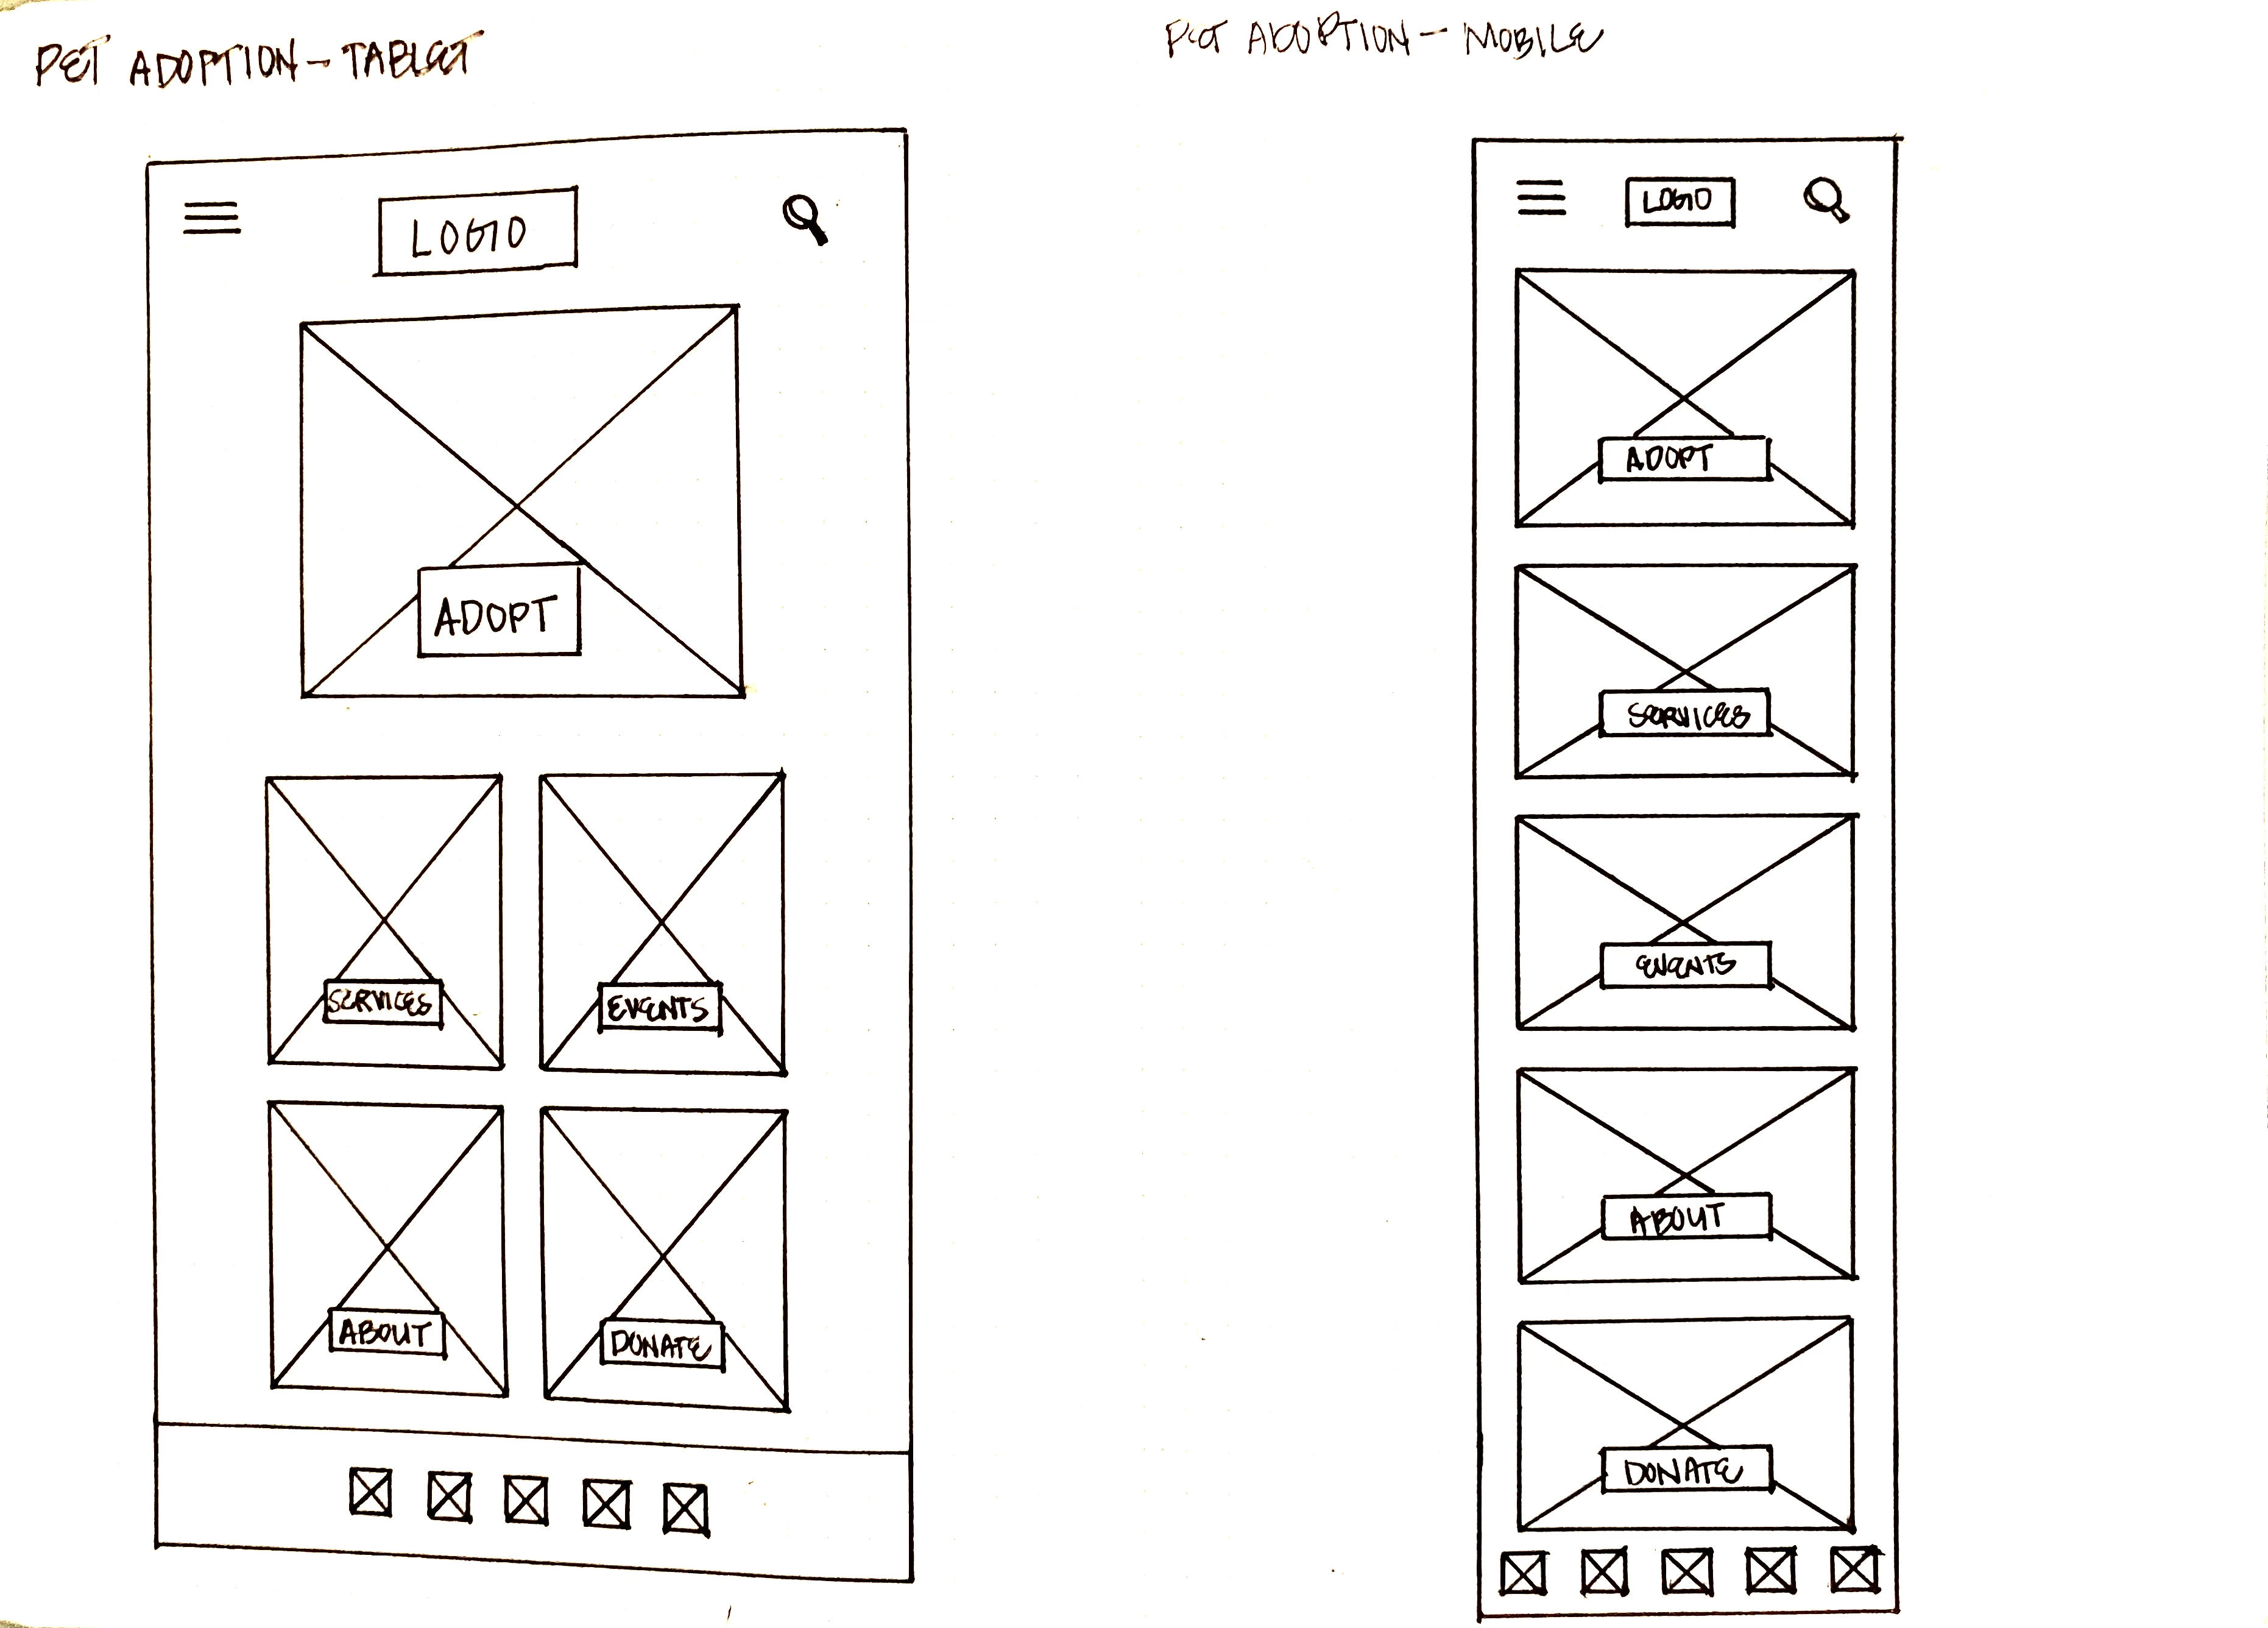 PET ADOPTION - TABLET
LOGO
ADOPT
SERVICES
EVENTS
ABOUT
DONATE
PET ADOPTION - MOBILE
LOGO
ADOPT
SERVICES
EVENTS
ABOUT
DONATE